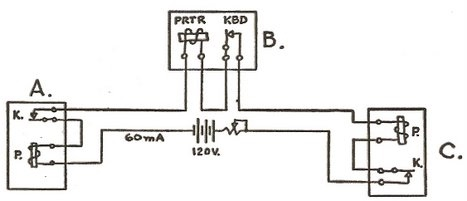 PRTR KBD
B.
A.
K.
P.
60mA
120V.
P.
K.
C.